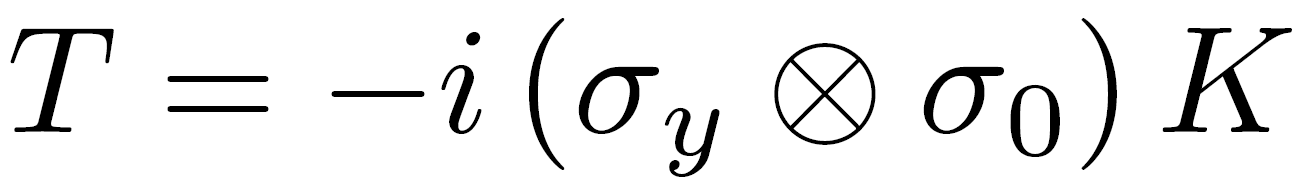 T = −i (σ_y ⊗ σ_0) K